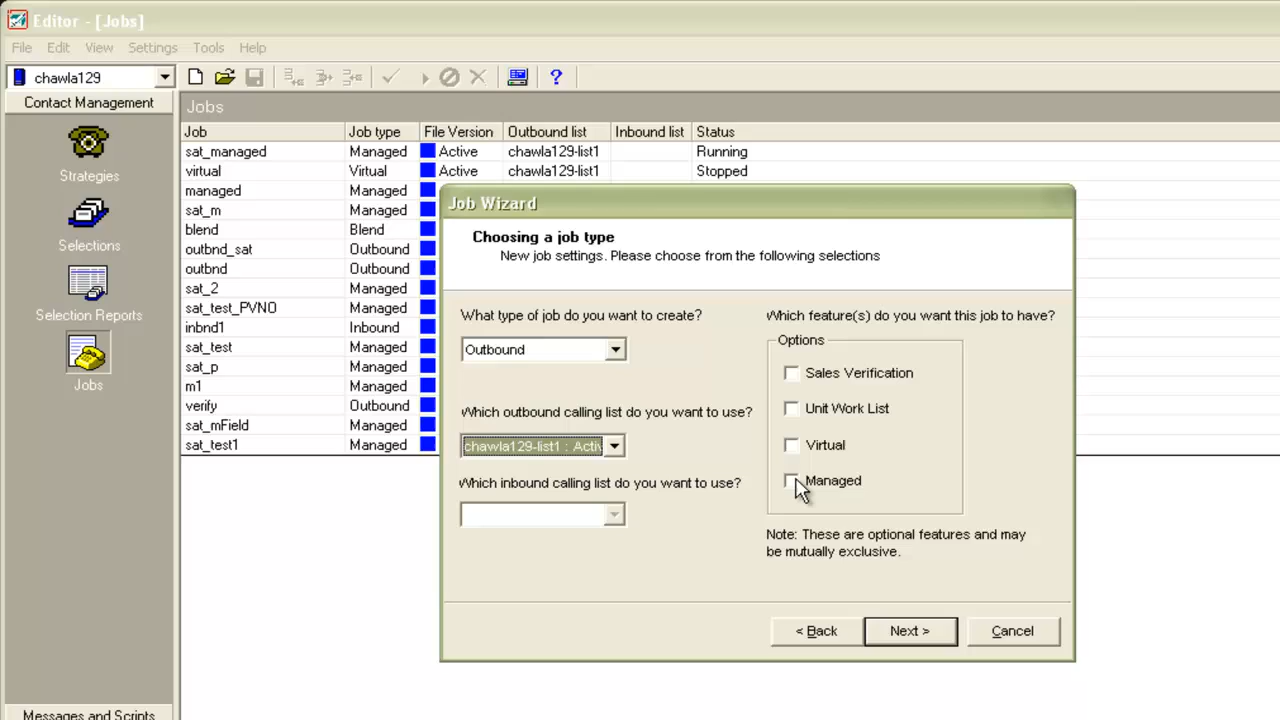 Editor - [Jobs]
File Edit View Settings Tools Help
chawla129
Contact Management
Strategies
Selections
Selection Reports
Jobs
Messages and Scripts
Jobs
Job Job type File Version Outbound list Inbound list Status
sat_managed Managed Active chawla129-list1 Running
virtual Virtual Active chawla129-list1 Stopped
managed Managed
sat_m Managed
blend Blend
outbnd_sat Outbound
outbnd Outbound
sat_2 Managed
sat_test_PVNO Managed
inbnd1 Inbound
sat_test Managed
sat_p Managed
m1 Managed
verify Outbound
sat_mField Managed
sat_test1 Managed
Job Wizard
Choosing a job type
New job settings. Please choose from the following selections
What type of job do you want to create?
Outbound
Which outbound calling list do you want to use?
chawla129-list1 : Activ
Which inbound calling list do you want to use?
Which feature(s) do you want this job to have?
Options
Sales Verification
Unit Work List
Virtual
Managed
Note: These are optional features and may
be mutually exclusive.
< Back Next > Cancel